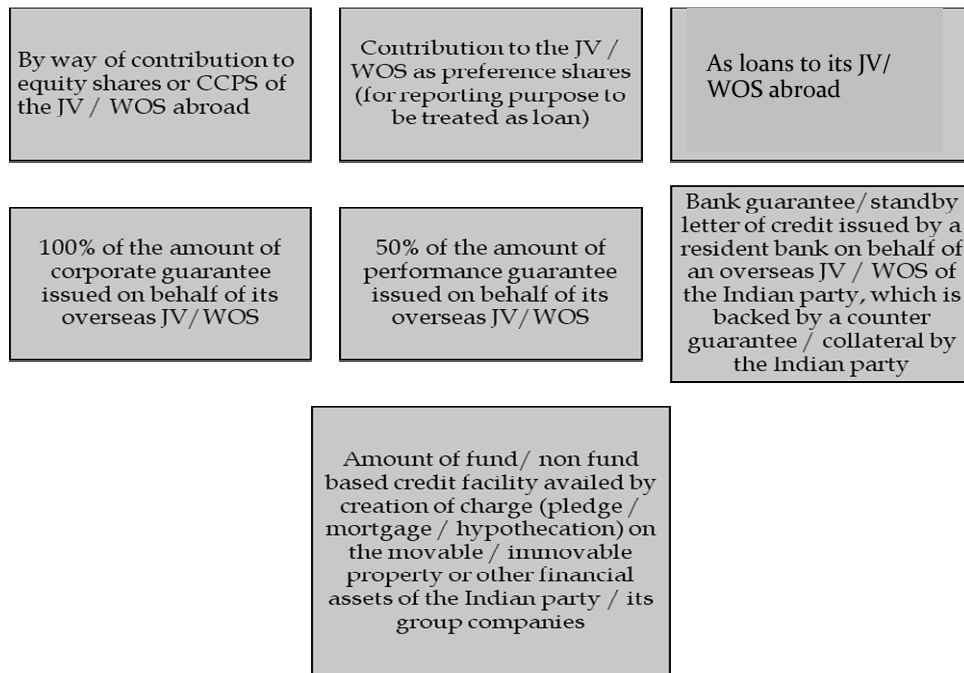 By way of contribution to
equity shares or CCPS of
the JV / WOS abroad
Contribution to the JV /
WOS as preference shares
(for reporting purpose to
be treated as loan)
As loans to its JV/
WOS abroad
100% of the amount of
corporate guarantee
issued on behalf of its
overseas JV/WOS
50% of the amount of
performance guarantee
issued on behalf of its
overseas JV/WOS
Bank guarantee/standby
letter of credit issued by a
resident bank on behalf of
an overseas JV / WOS of
the Indian party, which is
backed by a counter
guarantee / collateral by
the Indian party
Amount of fund/ non fund
based credit facility availed by
creation of charge (pledge /
mortgage / hypothecation) on
the movable / immovable
property or other financial
assets of the Indian party / its
group companies